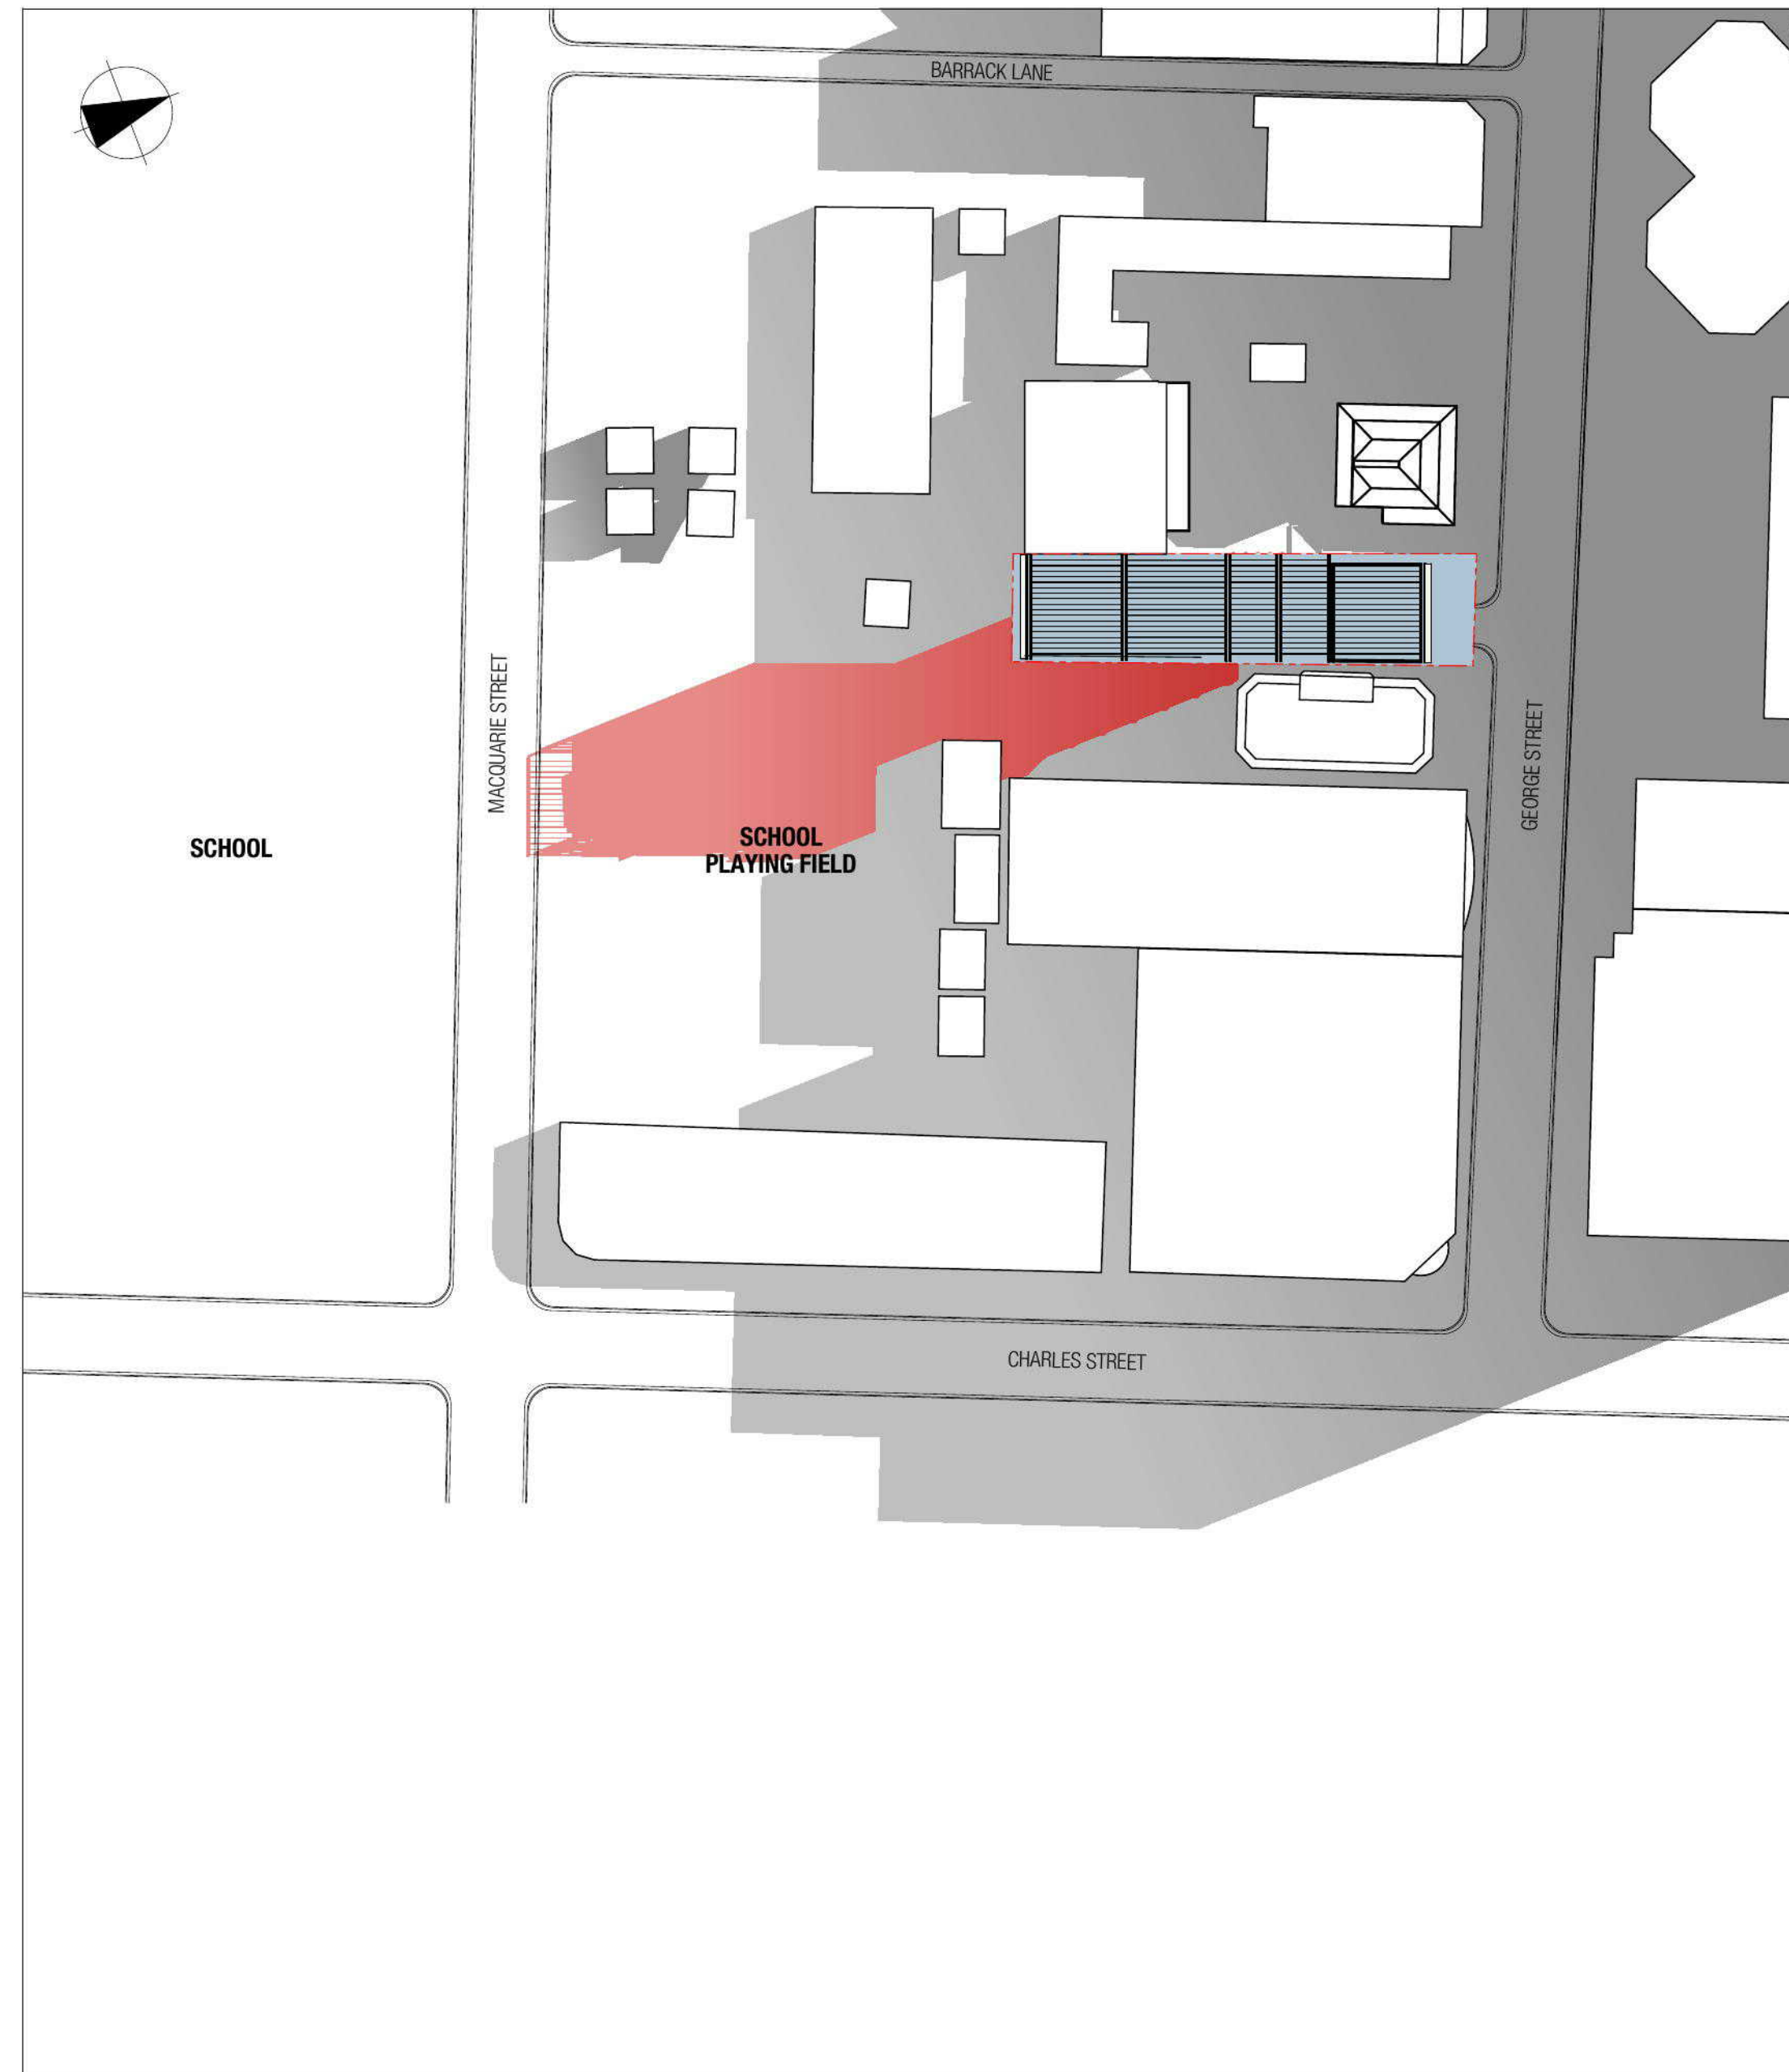 BARRACK LANE
MACQUARIE STREET
GEORGE STREET
SCHOOL
SCHOOL
PLAYING FIELD
CHARLES STREET